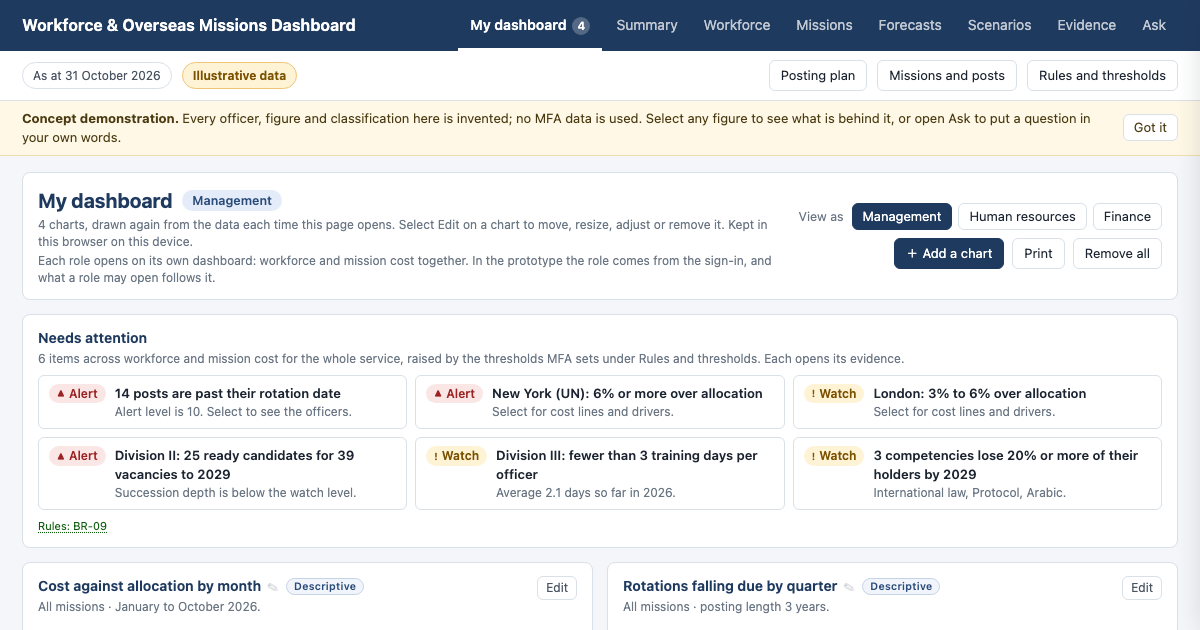 Workforce & Overseas Missions Dashboard
My dashboard 4
Summary
Workforce
Missions
Forecasts
Scenarios
Evidence
Ask
As at 31 October 2026
Illustrative data
Posting plan
Missions and posts
Rules and thresholds
Concept demonstration. Every officer, figure and classification here is invented; no MFA data is used. Select any figure to see what is behind it, or open Ask to put a question in
your own words.
Got it
My dashboard
Management
4 charts, drawn again from the data each time this page opens. Select Edit on a chart to move, resize, adjust or remove it. Kept in
this browser on this device.
Each role opens on its own dashboard: workforce and mission cost together. In the prototype the role comes from the sign-in, and
what a role may open follows it.
View as
Management
Human resources
Finance
+ Add a chart
Print
Remove all
Needs attention
6 items across workforce and mission cost for the whole service, raised by the thresholds MFA sets under Rules and thresholds. Each opens its evidence.
▲ Alert
14 posts are past their rotation date
Alert level is 10. Select to see the officers.
▲ Alert
New York (UN): 6% or more over allocation
Select for cost lines and drivers.
! Watch
London: 3% to 6% over allocation
Select for cost lines and drivers.
▲ Alert
Division II: 25 ready candidates for 39
vacancies to 2029
Succession depth is below the watch level.
! Watch
Division III: fewer than 3 training days per
officer
Average 2.1 days so far in 2026.
! Watch
3 competencies lose 20% or more of their
holders by 2029
International law, Protocol, Arabic.
Rules: BR-09
Cost against allocation by month
Descriptive
Edit
All missions · January to October 2026.
Rotations falling due by quarter
Descriptive
Edit
All missions · posting length 3 years.